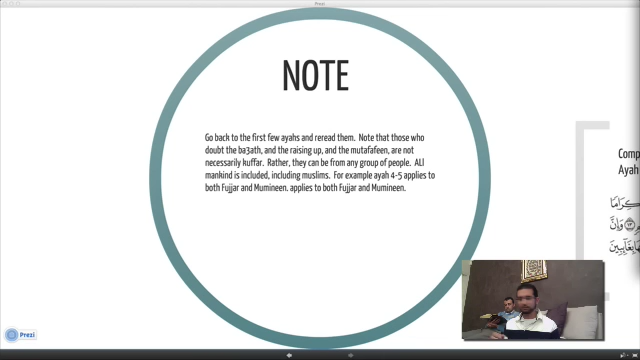 Prezi
NOTE
Go back to the first few ayahs and reread them. Note that those who
doubt the ba3ath, and the raising up, and the mutafafeen, are not
necessarily kuffar. Rather, they can be from any group of people. ALl
mankind is included, including muslims. For example ayah 4-5 applies to
both Fujjar and Mumineen. applies to both Fujjar and Mumineen.
Comp
Ayah
كِرَامًا
Prezi